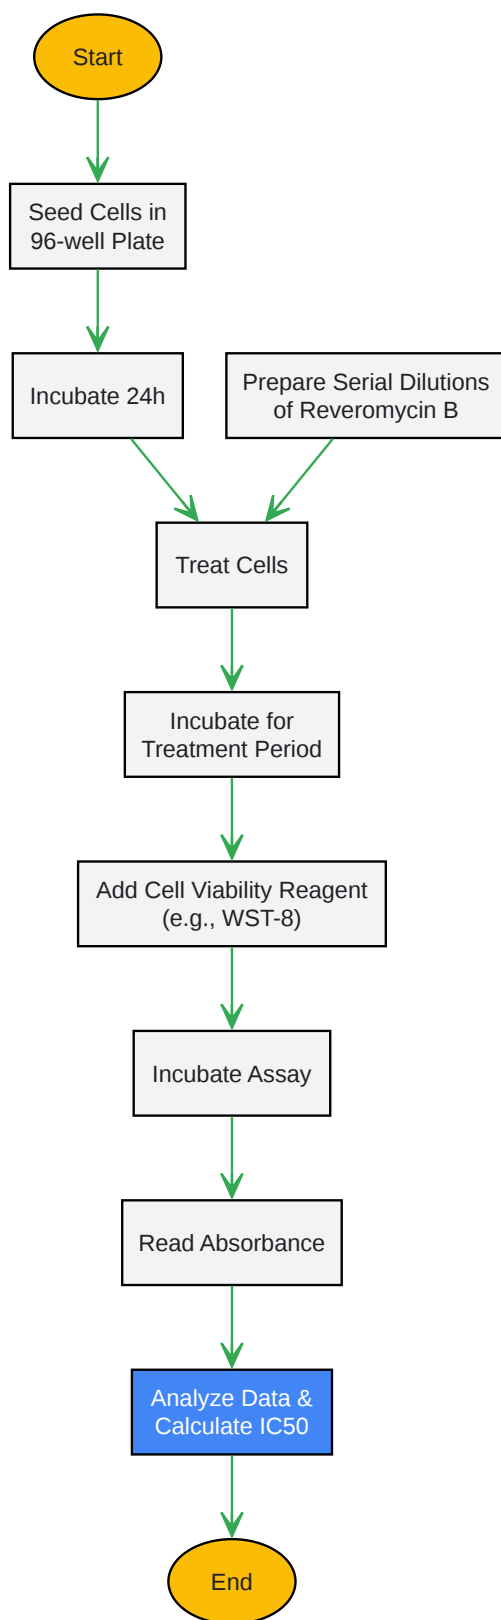 Start
Seed Cells in
96-well Plate
Incubate 24h
Prepare Serial Dilutions
of Reveromycin B
Treat Cells
Incubate for
Treatment Period
Add Cell Viability Reagent
(e.g., WST-8)
Incubate Assay
Read Absorbance
Analyze Data &
Calculate IC50
End